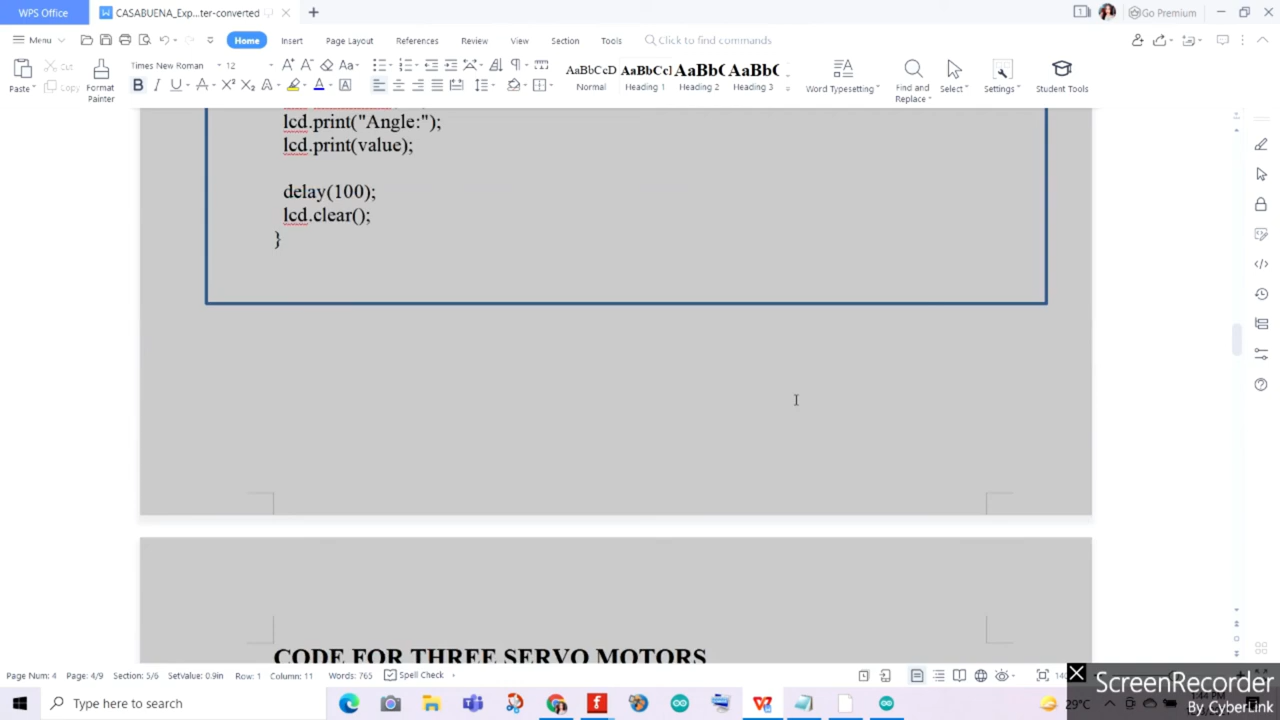 WPS Office
CASABUENA_Exp...ter-converted
Go Premium
Menu
Home
Insert
Page Layout
References
Review
View
Section
Tools
Click to find commands
Paste
Cut
Copy
Format
Painter
Times New Roman
12
AaBbCcD
Normal
AaBbCc
Heading 1
AaBbC
Heading 2
AaBbC
Heading 3
Word Typesetting
Find and
Replace
Select
Settings
Student Tools
lcd.print("Angle:");
lcd.print(value);
delay(100);
lcd.clear();
}
CODE FOR THREE SERVO MOTORS
Page Num: 4
Page: 4/9
Section: 5/6
SetValue: 0.9in
Row: 1
Column: 11
Words: 765
Spell Check
ScreenRecorder
By CyberLink
Type here to search
29°C